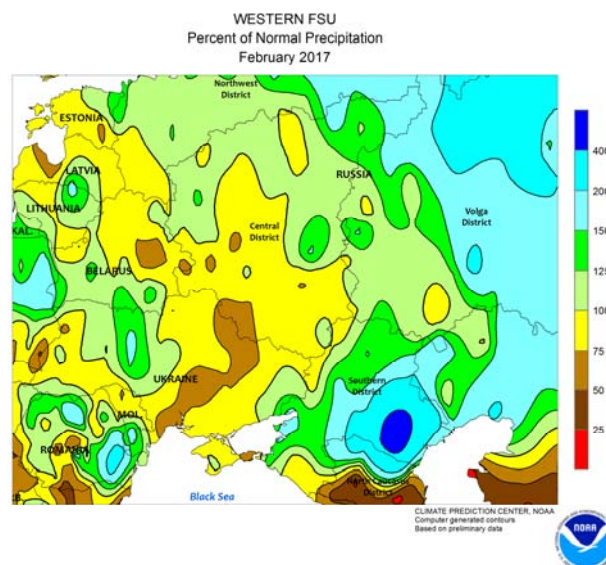 WESTERN FSU
Percent of Normal Precipitation
February 2017
Northwest
District
ESTONIA
LATVIA
RUSSIA
LITHUANIA
Volga
District
KAL.
Central
District
BELARUS
400
200
150
100
75
50
25
UKRAINE
Southern
District
MOL.
ROMANIA
North Caucasus
District
B.
Black Sea
CLIMATE PREDICTION CENTER, NOAA
Computer generated contours
Based on preliminary data
NOAA